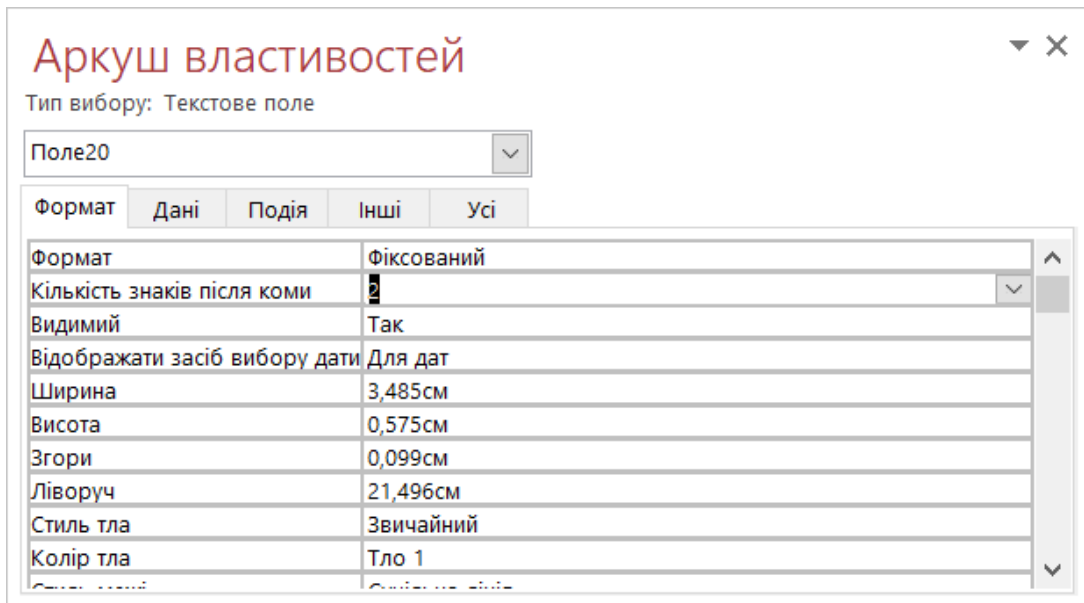 Аркуш властивостей
Тип вибору: Текстове поле
Поле20
Формат Дані Подія Інші Усі
Формат Фіксований
Кількість знаків після коми 2
Видимий Так
Відображати засіб вибору дати Для дат
Ширина 3,485см
Висота 0,575см
Згори 0,099см
Ліворуч 21,496см
Стиль тла Звичайний
Колір тла Тло 1